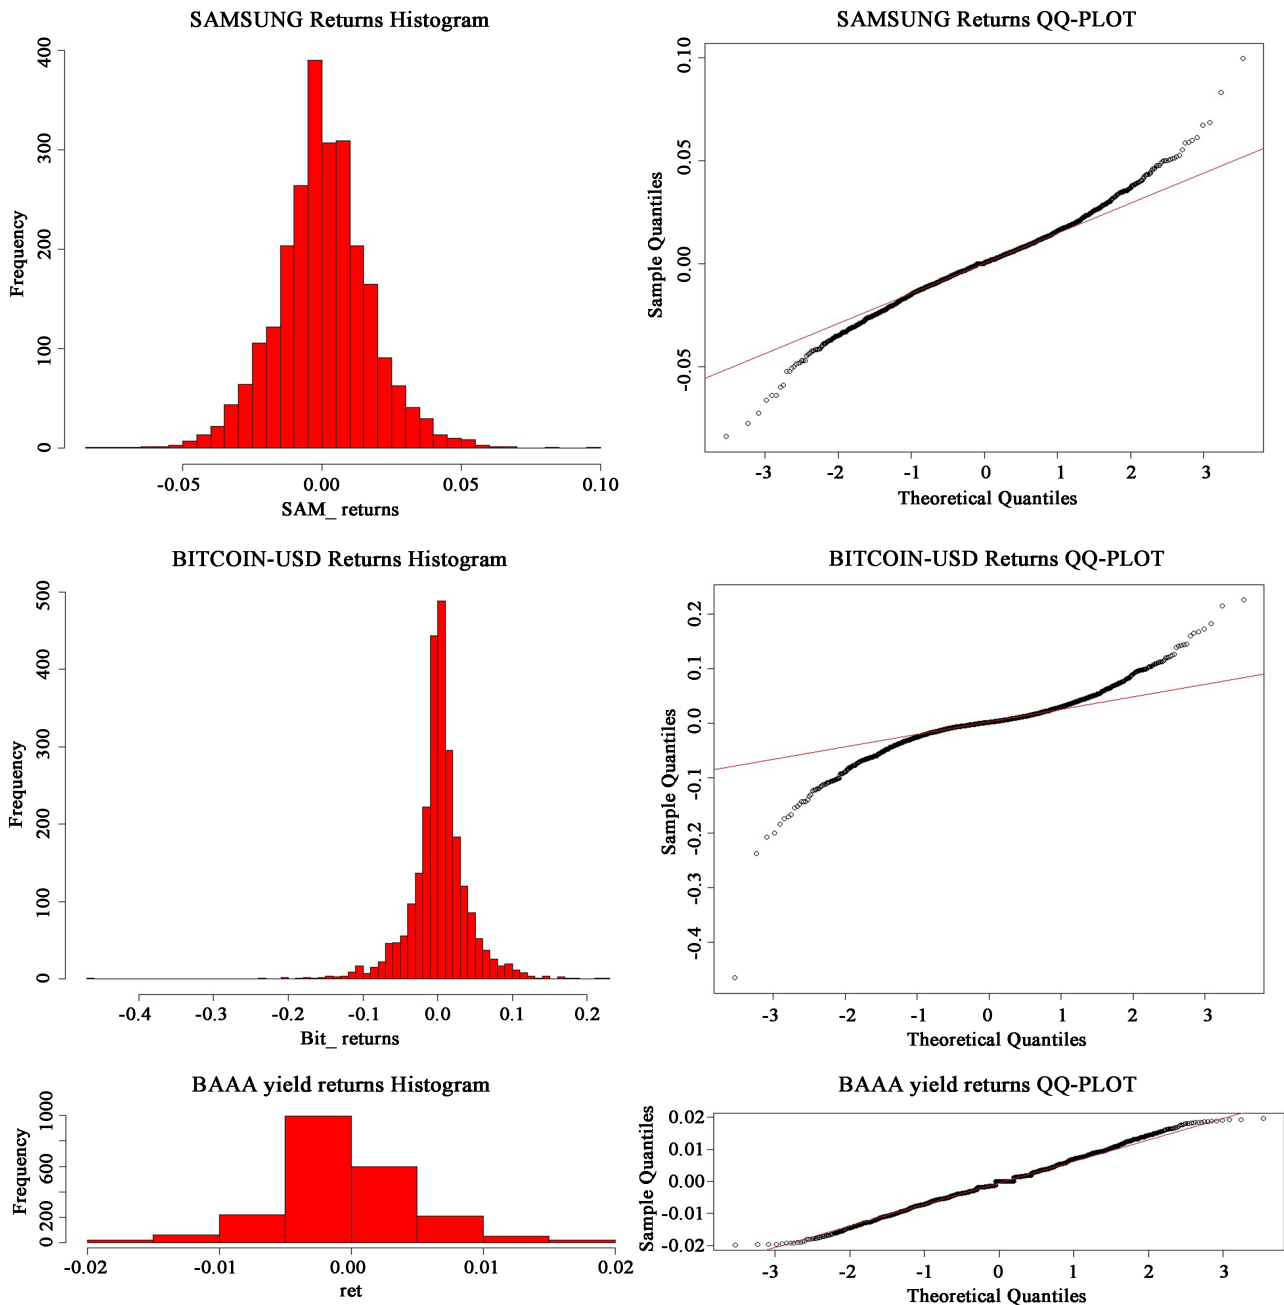 SAMSUNG Returns Histogram
400
300
200
100
0
Frequency
-0.05 0.00 0.05 0.10
SAM_ returns
SAMSUNG Returns QQ-PLOT
0.10
0.05
0.00
-0.05
Sample Quantiles
-3 -2 -1 0 1 2 3
Theoretical Quantiles
BITCOIN-USD Returns Histogram
500
400
300
200
100
0
Frequency
-0.4 -0.3 -0.2 -0.1 0.0 0.1 0.2
Bit_ returns
BITCOIN-USD Returns QQ-PLOT
0.2
0.1
0.0
-0.1
-0.2
-0.3
-0.4
Sample Quantiles
-3 -2 -1 0 1 2 3
Theoretical Quantiles
BAAA yield returns Histogram
1000
600
200
0
Frequency
-0.02 -0.01 0.00 0.01 0.02
ret
BAAA yield returns QQ-PLOT
0.02
0.01
0.00
-0.01
-0.02
Sample Quantiles
-3 -2 -1 0 1 2 3
Theoretical Quantiles